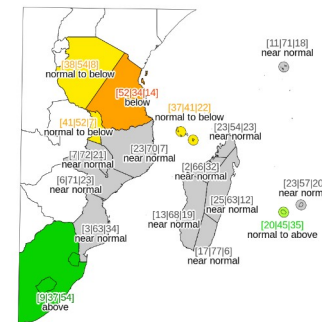 [11|71|18]
near normal
[38|54|8]
normal to below
[52|34|14]
below
[37|41|22]
normal to below
[41|52|7]
normal to below
[23|54|23]
near normal
[23|70|7]
near normal
[7|72|21]
near normal
[2|66|32]
near normal
[6|71|23]
near normal
[23|57|20
near norm
[25|63|12]
near normal
[13|68|19]
near normal
[20|45|35]
normal to above
[3|63|34]
near normal
[17|77|6]
near normal
[9|37|54]
above